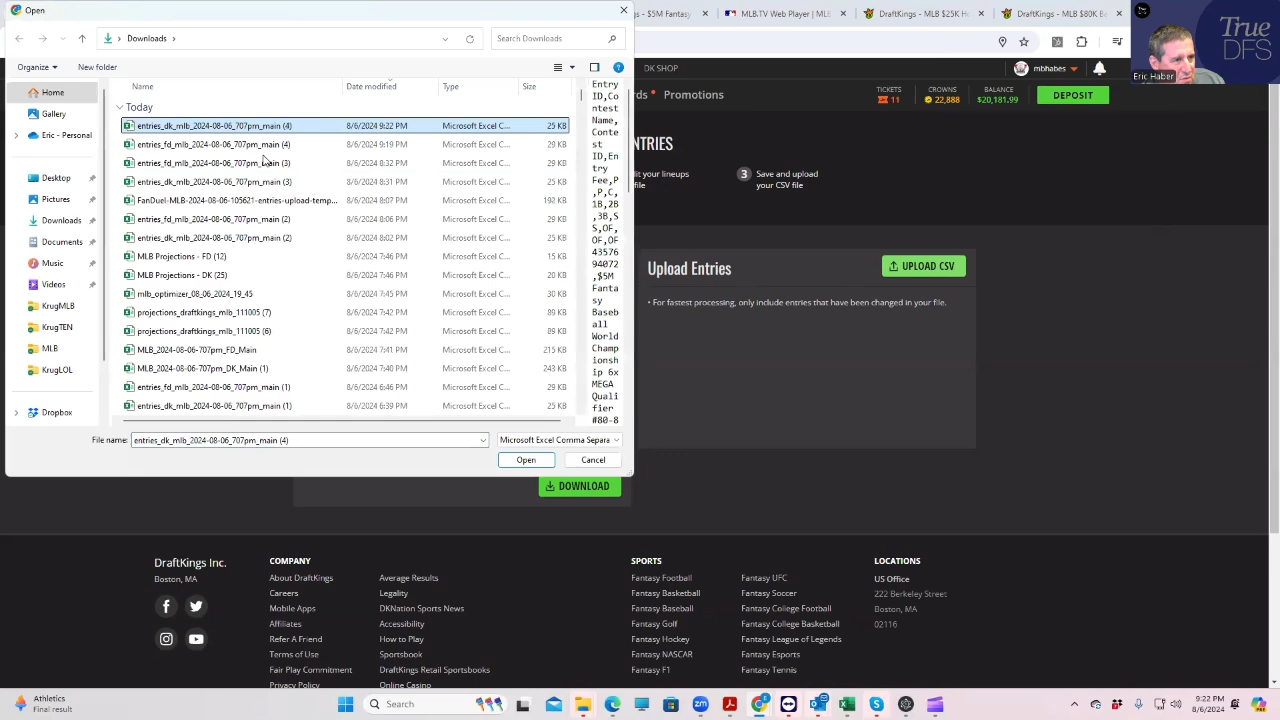 Open
Downloads
Search Downloads
Organize
New folder
Home
Gallery
Eric - Personal
Desktop
Pictures
Downloads
Documents
Music
Videos
KrugMLB
KrugTEN
MLB
KrugLOL
Dropbox
Name Date modified Type Size
Today
entries_dk_mlb_2024-08-06_707pm_main (4) 8/6/2024 9:22 PM Microsoft Excel C... 25 KB
entries_fd_mlb_2024-08-06_707pm_main (4) 8/6/2024 9:19 PM Microsoft Excel C... 29 KB
entries_fd_mlb_2024-08-06_707pm_main (3) 8/6/2024 8:32 PM Microsoft Excel C... 29 KB
entries_dk_mlb_2024-08-06_707pm_main (3) 8/6/2024 8:31 PM Microsoft Excel C... 25 KB
FanDuel-MLB-2024-08-06-105621-entries-upload-temp... 8/6/2024 8:07 PM Microsoft Excel C... 192 KB
entries_fd_mlb_2024-08-06_707pm_main (2) 8/6/2024 8:06 PM Microsoft Excel C... 29 KB
entries_dk_mlb_2024-08-06_707pm_main (2) 8/6/2024 8:02 PM Microsoft Excel C... 25 KB
MLB Projections - FD (12) 8/6/2024 7:46 PM Microsoft Excel C... 15 KB
MLB Projections - DK (25) 8/6/2024 7:46 PM Microsoft Excel C... 20 KB
mlb_optimizer_08_06_2024_19_45 8/6/2024 7:45 PM Microsoft Excel C... 30 KB
projections_draftkings_mlb_111005 (7) 8/6/2024 7:42 PM Microsoft Excel C... 89 KB
projections_draftkings_mlb_111005 (6) 8/6/2024 7:42 PM Microsoft Excel C... 89 KB
MLB_2024-08-06-707pm_FD_Main 8/6/2024 7:41 PM Microsoft Excel C... 215 KB
MLB_2024-08-06-707pm_DK_Main (1) 8/6/2024 7:40 PM Microsoft Excel C... 243 KB
entries_fd_mlb_2024-08-06_707pm_main (1) 8/6/2024 6:46 PM Microsoft Excel C... 29 KB
entries_dk_mlb_2024-08-06_707pm_main (1) 8/6/2024 6:39 PM Microsoft Excel C... 25 KB
Entry
ID,Co
ntest
Name,
Conte
st
ID,En
try
Fee,P
,P,C,
1B,2B
,3B,S
S,OF,
OF,OF
43576
94072
,$5M
Fanta
sy
Baseb
all
World
Champ
ionsh
ip 6x
MEGA
Quali
fier
#80-8
File name: entries_dk_mlb_2024-08-06_707pm_main (4)
Microsoft Excel Comma Separa
Open
Cancel
- $5M Fantasy
MLB.TV Web Player | MLB
DraftKings - MLB $25K H
DraftKings - MLB $80K B
DK SHOP
mbhabes
Promotions
TICKETS
11
CROWNS
22,888
BALANCE
$20,181.99
DEPOSIT
True
DFS
Eric Haber
3
Save and upload
your CSV file
Upload Entries
UPLOAD CSV
• For fastest processing, only include entries that have been changed in your file.
DOWNLOAD
DraftKings Inc.
Boston, MA
COMPANY
About DraftKings
Careers
Mobile Apps
Affiliates
Refer A Friend
Terms of Use
Fair Play Commitment
Privacy Policy
Average Results
Legality
DKNation Sports News
Accessibility
How to Play
Sportsbook
DraftKings Retail Sportsbooks
Online Casino
SPORTS
Fantasy Football
Fantasy Basketball
Fantasy Baseball
Fantasy Golf
Fantasy Hockey
Fantasy NASCAR
Fantasy F1
Fantasy UFC
Fantasy Soccer
Fantasy College Football
Fantasy College Basketball
Fantasy League of Legends
Fantasy Esports
Fantasy Tennis
LOCATIONS
US Office
222 Berkeley Street
Boston, MA
02116
Athletics
Final result
Search
9:22 PM
8/6/2024